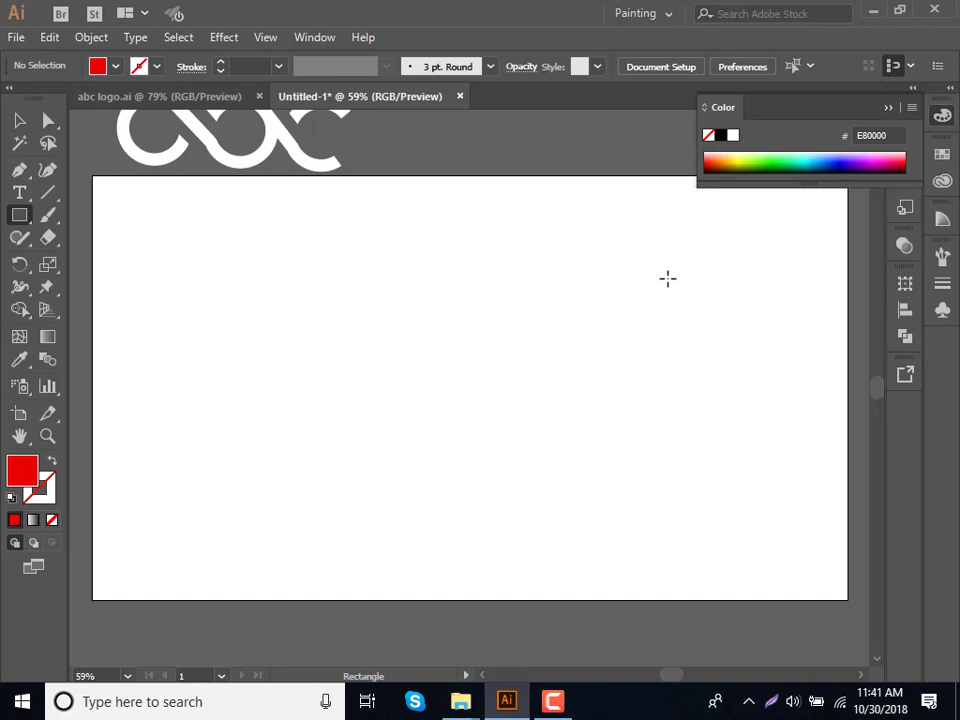 Ai Br St Painting Search Adobe Stock
File Edit Object Type Select Effect View Window Help
No Selection Stroke: 3 pt. Round Opacity Style: Document Setup Preferences
abc logo.ai @ 79% (RGB/Preview) × Untitled-1* @ 59% (RGB/Preview) ×
Color
# E80000
abc
T
59% 1 Rectangle
Type here to search Ai 11:41 AM
10/30/2018